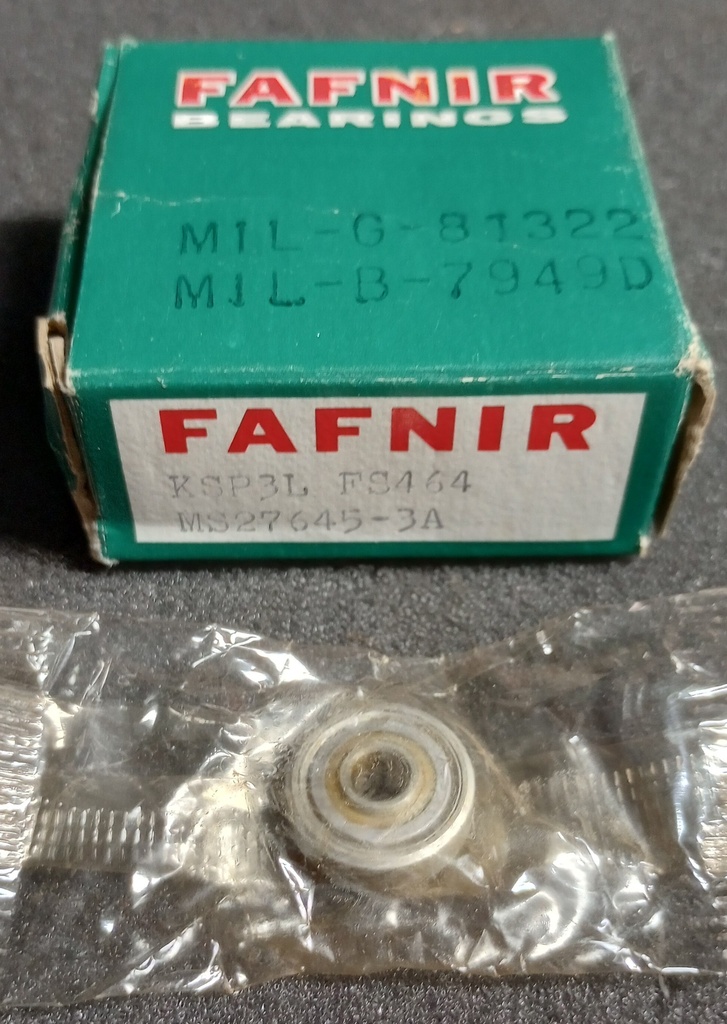 FAFNIR
BEARINGS
MIL-G-81322
MIL-B-7949D
FAFNIR
KSP3L FS464
MS27645-3A